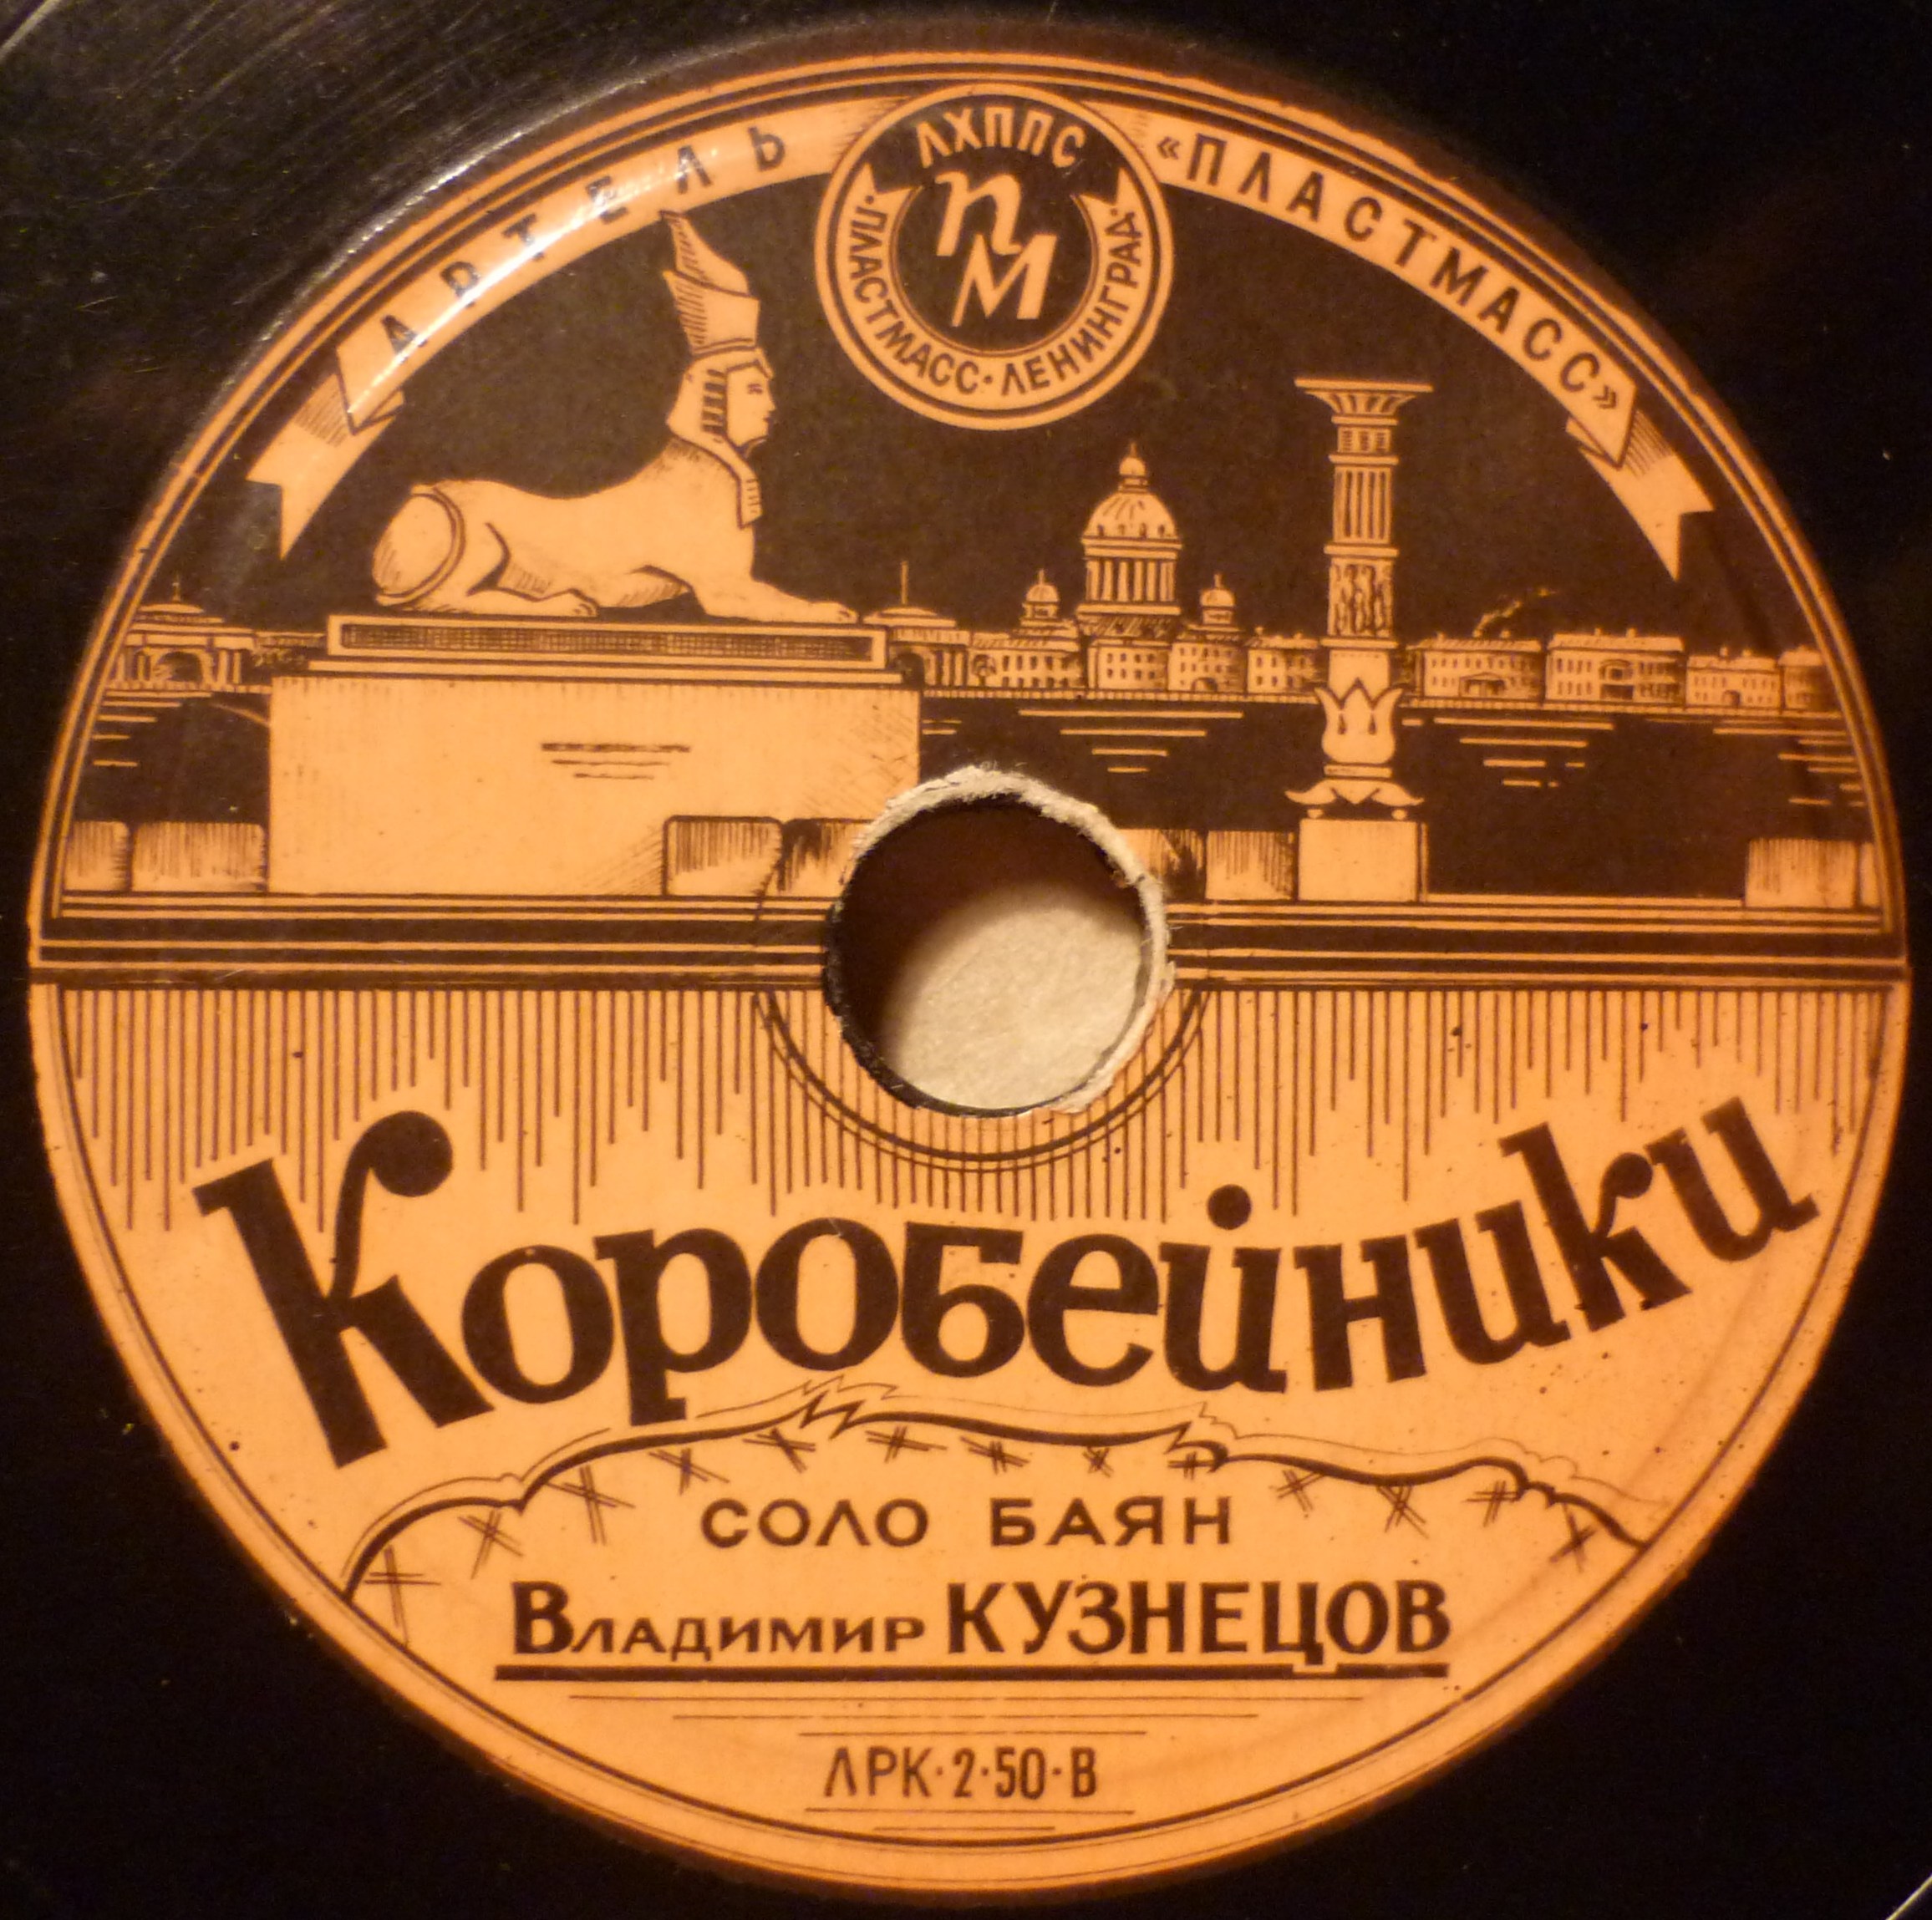 АРТЕЛЬ «ПЛАСТМАСС»
ЛХППС
пМ
·ПЛАСТМАСС·ЛЕНИНГРАД·
Коробейники
СОЛО БАЯН
Владимир КУЗНЕЦОВ
ЛРК·2·50·В